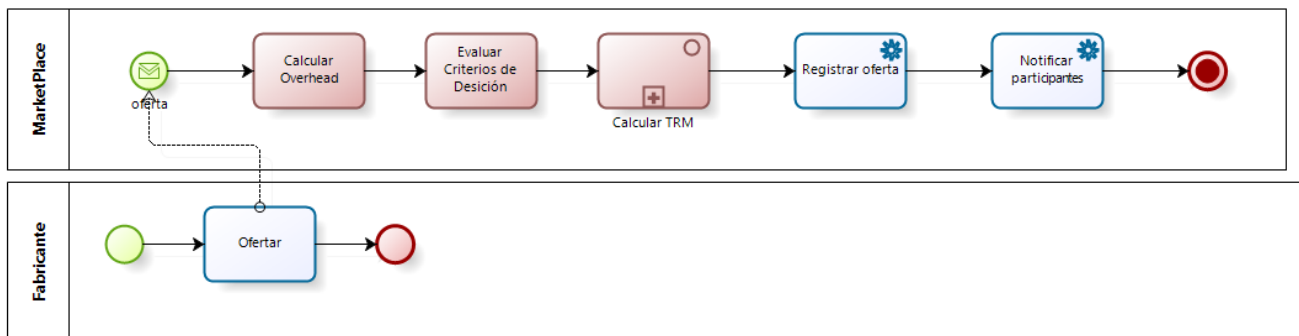 MarketPlace
oferta
Calcular
Overhead
Evaluar
Criterios de
Desición
Calcular TRM
Registrar oferta
Notificar
participantes
Fabricante
Ofertar